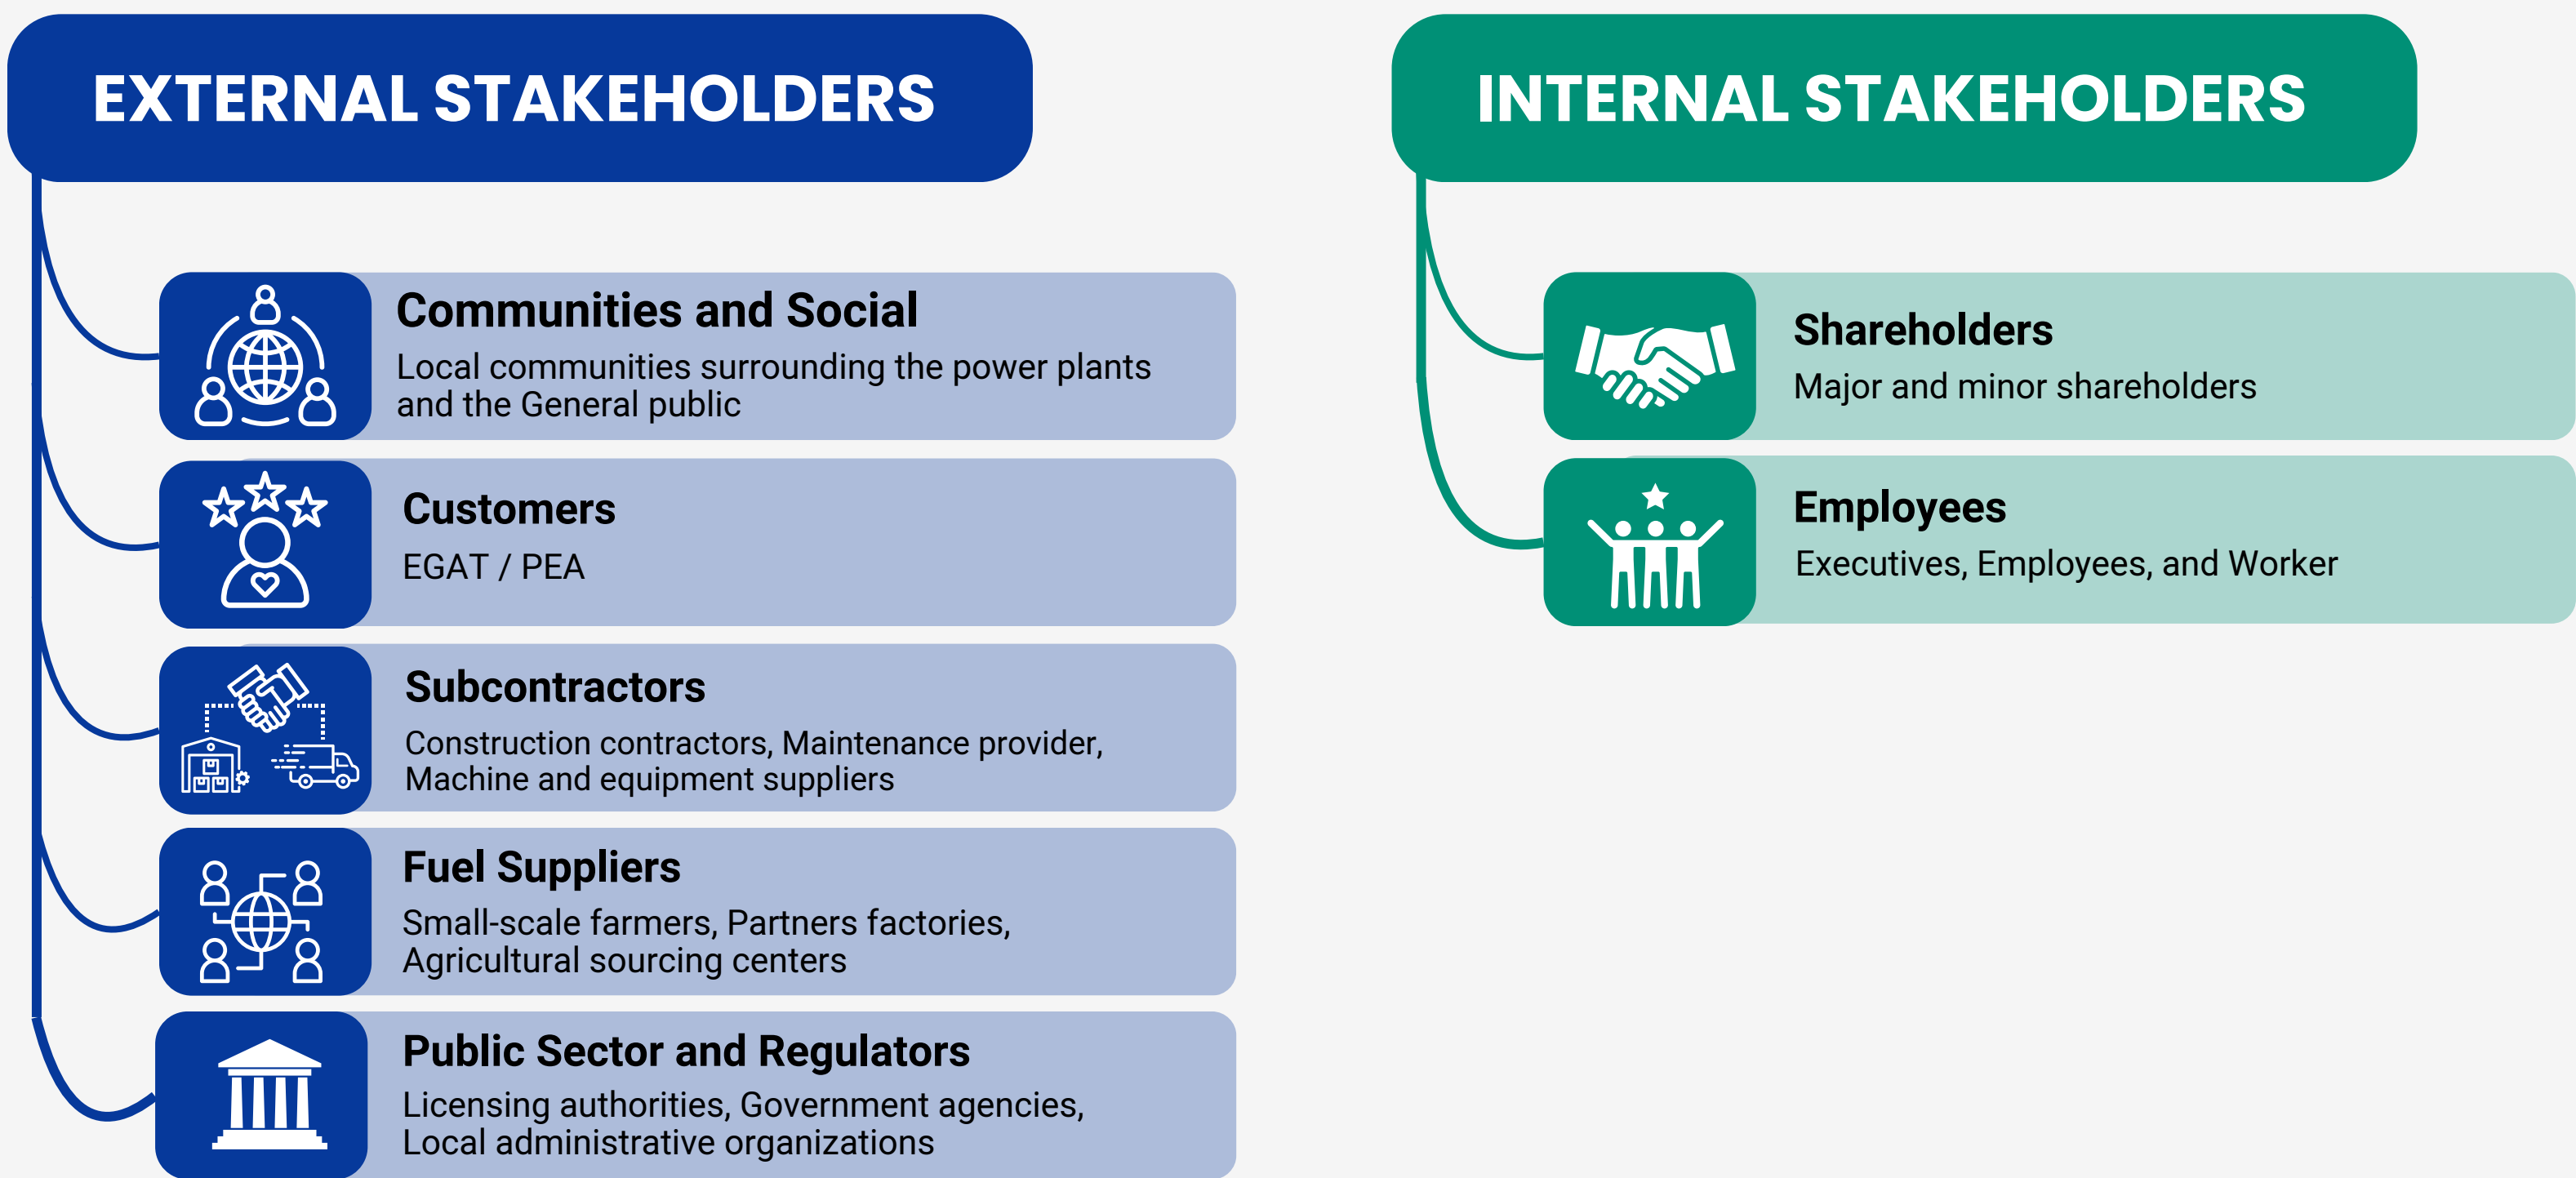 EXTERNAL STAKEHOLDERS
Communities and Social
Local communities surrounding the power plants
and the General public
Customers
EGAT / PEA
Subcontractors
Construction contractors, Maintenance provider,
Machine and equipment suppliers
Fuel Suppliers
Small-scale farmers, Partners factories,
Agricultural sourcing centers
Public Sector and Regulators
Licensing authorities, Government agencies,
Local administrative organizations
INTERNAL STAKEHOLDERS
Shareholders
Major and minor shareholders
Employees
Executives, Employees, and Worker